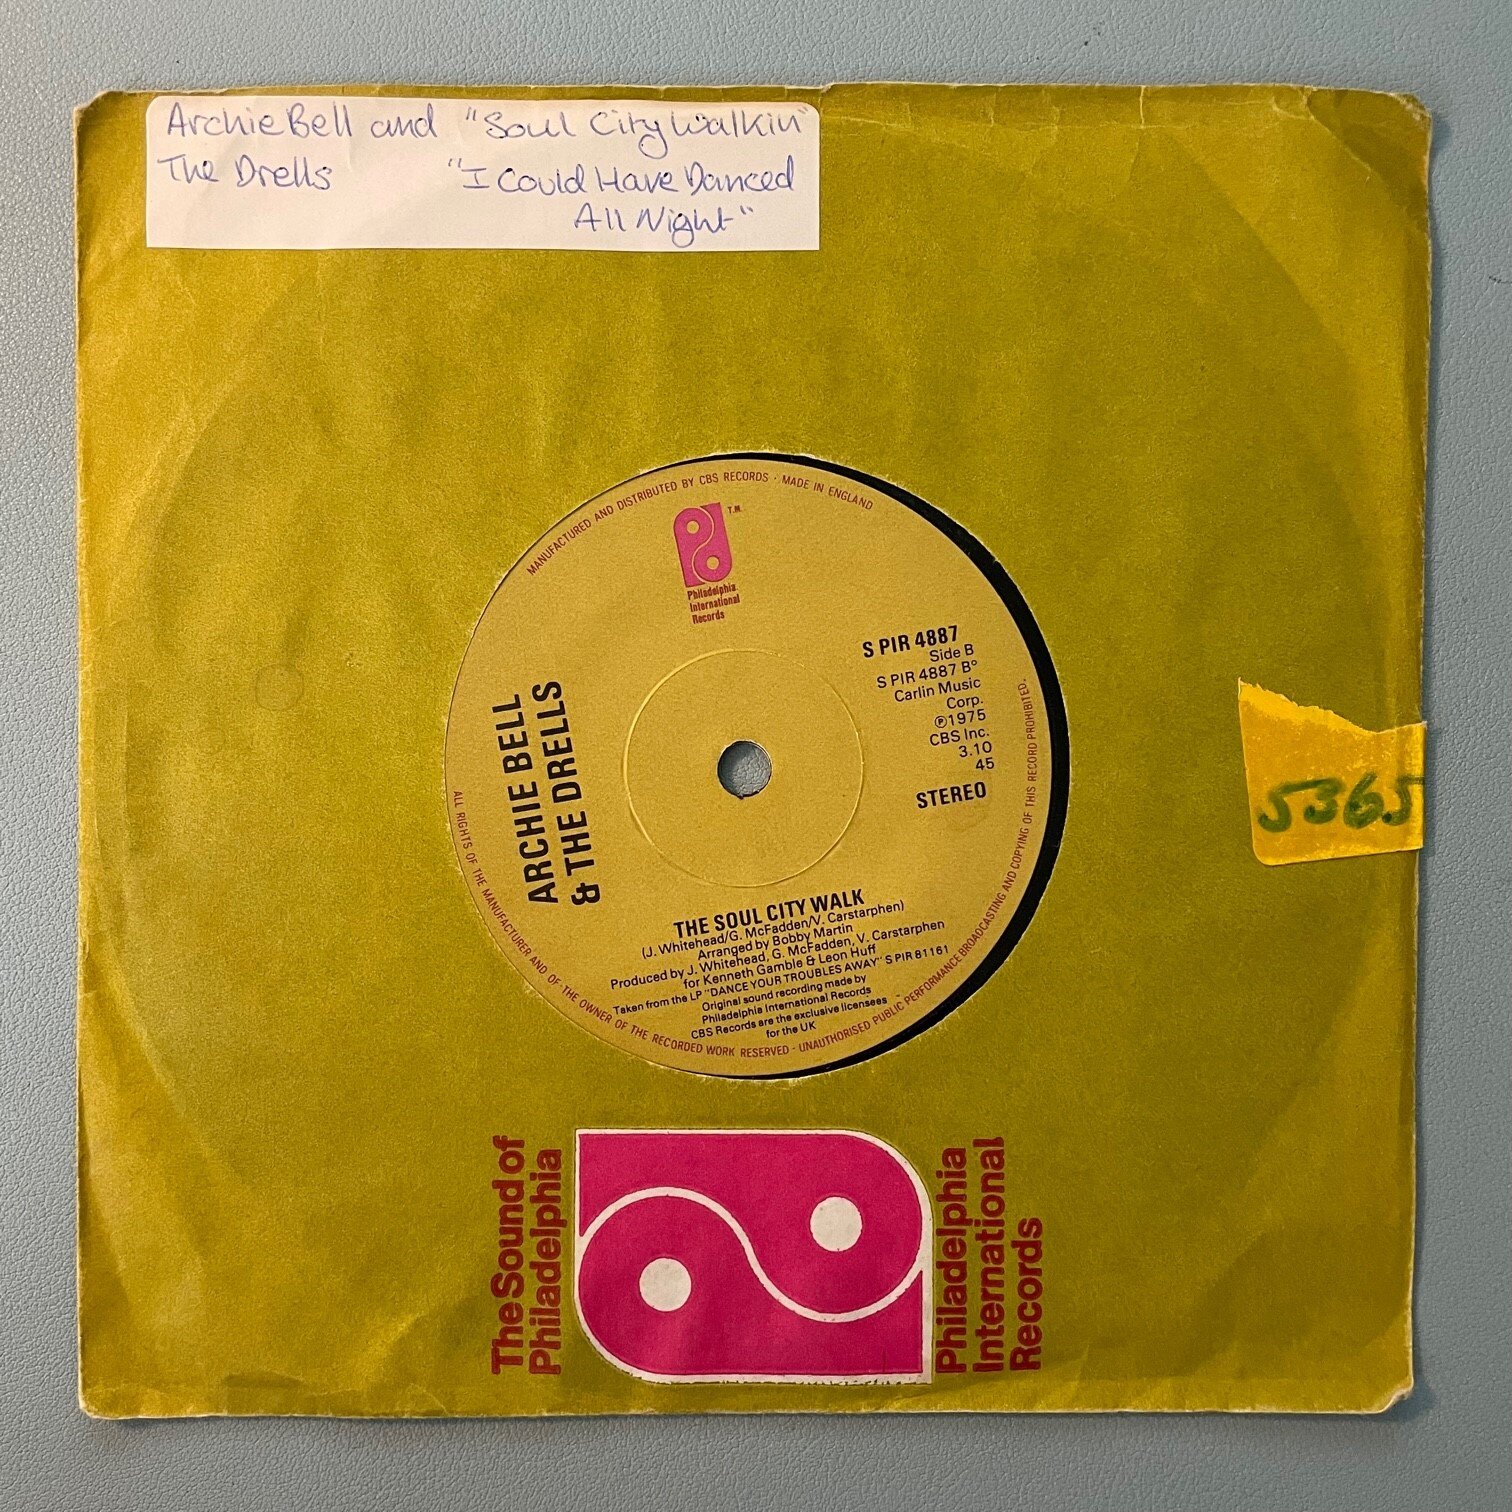 Archie Bell and "Soul City Walkin"
The Drells "I Could Have Danced
All Night"
MANUFACTURED AND DISTRIBUTED BY CBS RECORDS · MADE IN ENGLAND
T.M.
Philadelphia
International
Records
S PIR 4887
Side B
S PIR 4887 B°
Carlin Music
Corp.
℗1975
CBS Inc.
3.10
45
STEREO
ARCHIE BELL
& THE DRELLS
THE SOUL CITY WALK
(J. Whitehead/G. McFadden/V. Carstarphen)
Arranged by Bobby Martin
Produced by J. Whitehead, G. McFadden, V. Carstarphen
for Kenneth Gamble & Leon Huff
Taken from the LP "DANCE YOUR TROUBLES AWAY" S PIR 81161
Original sound recording made by
Philadelphia International Records
CBS Records are the exclusive licensees
for the UK
ALL RIGHTS OF THE MANUFACTURER AND OF THE OWNER OF THE RECORDED WORK RESERVED · UNAUTHORISED PUBLIC PERFORMANCE BROADCASTING AND COPYING OF THIS RECORD PROHIBITED.
5365
The Sound of
Philadelphia
Philadelphia
International
Records